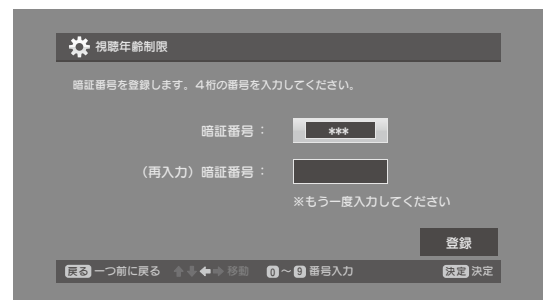 視聴年齢制限
暗証番号を登録します。4桁の番号を入力してください。
暗証番号： ***
（再入力）暗証番号：
※もう一度入力してください
登録
戻る 一つ前に戻る 移動 0～9 番号入力 決定 決定